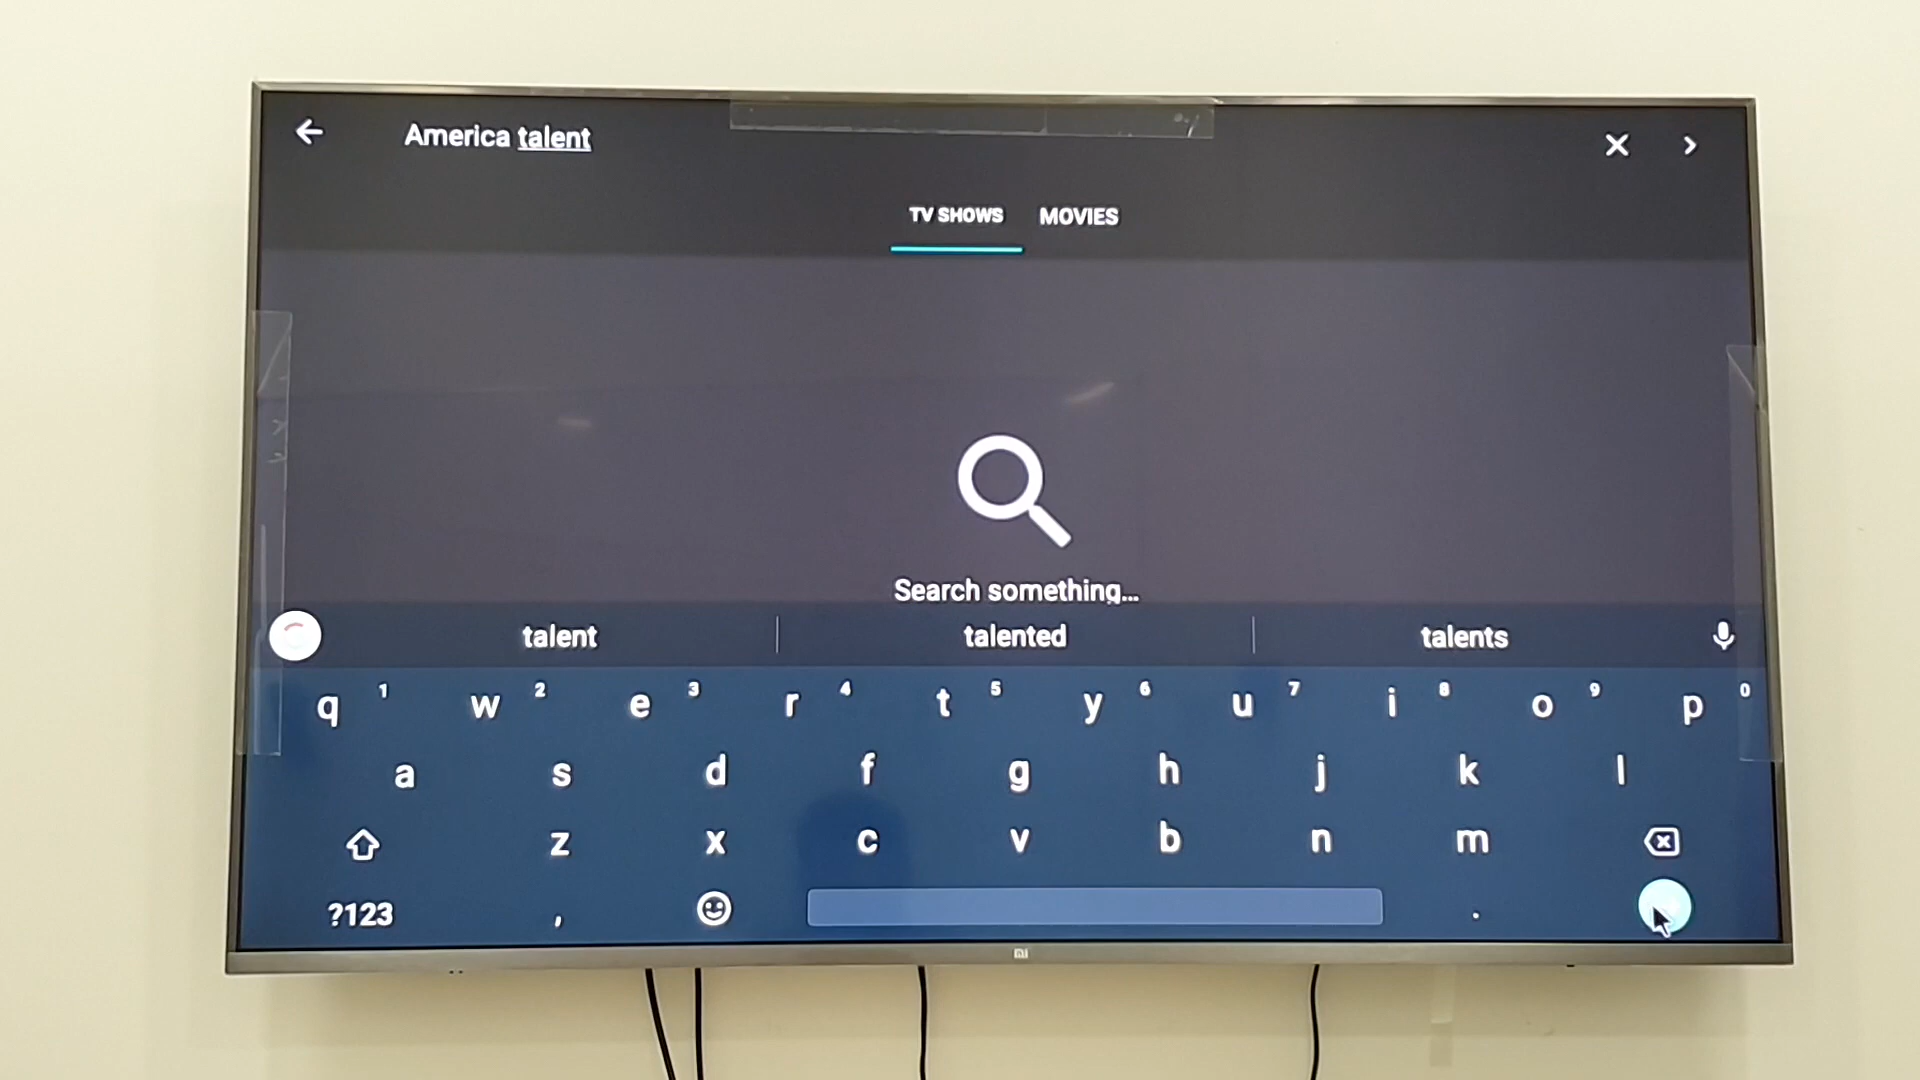 America talent
TV SHOWS MOVIES
Search something...
talent talented talents
q 1 w 2 e 3 r 4 t 5 y 6 u 7 i 8 o 9 p 0
a s d f g h j k l
z x c v b n m
?123 , .
mi